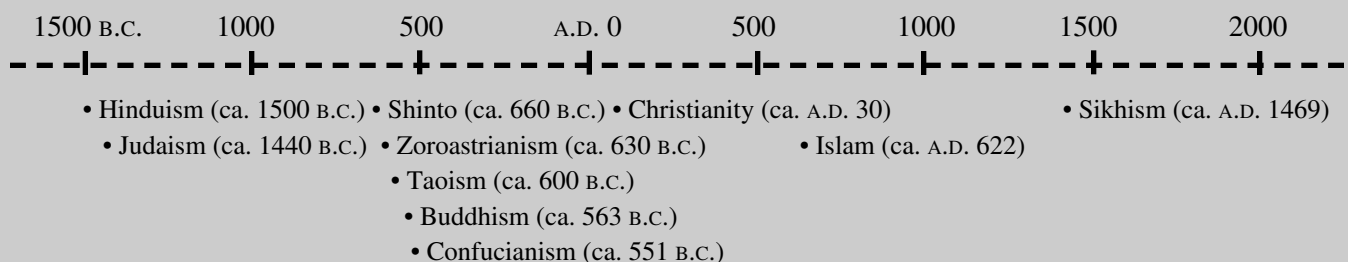 1500 B.C. 1000 500 A.D. 0 500 1000 1500 2000
• Hinduism (ca. 1500 B.C.) • Shinto (ca. 660 B.C.) • Christianity (ca. A.D. 30) • Sikhism (ca. A.D. 1469)
• Judaism (ca. 1440 B.C.) • Zoroastrianism (ca. 630 B.C.) • Islam (ca. A.D. 622)
• Taoism (ca. 600 B.C.)
• Buddhism (ca. 563 B.C.)
• Confucianism (ca. 551 B.C.)